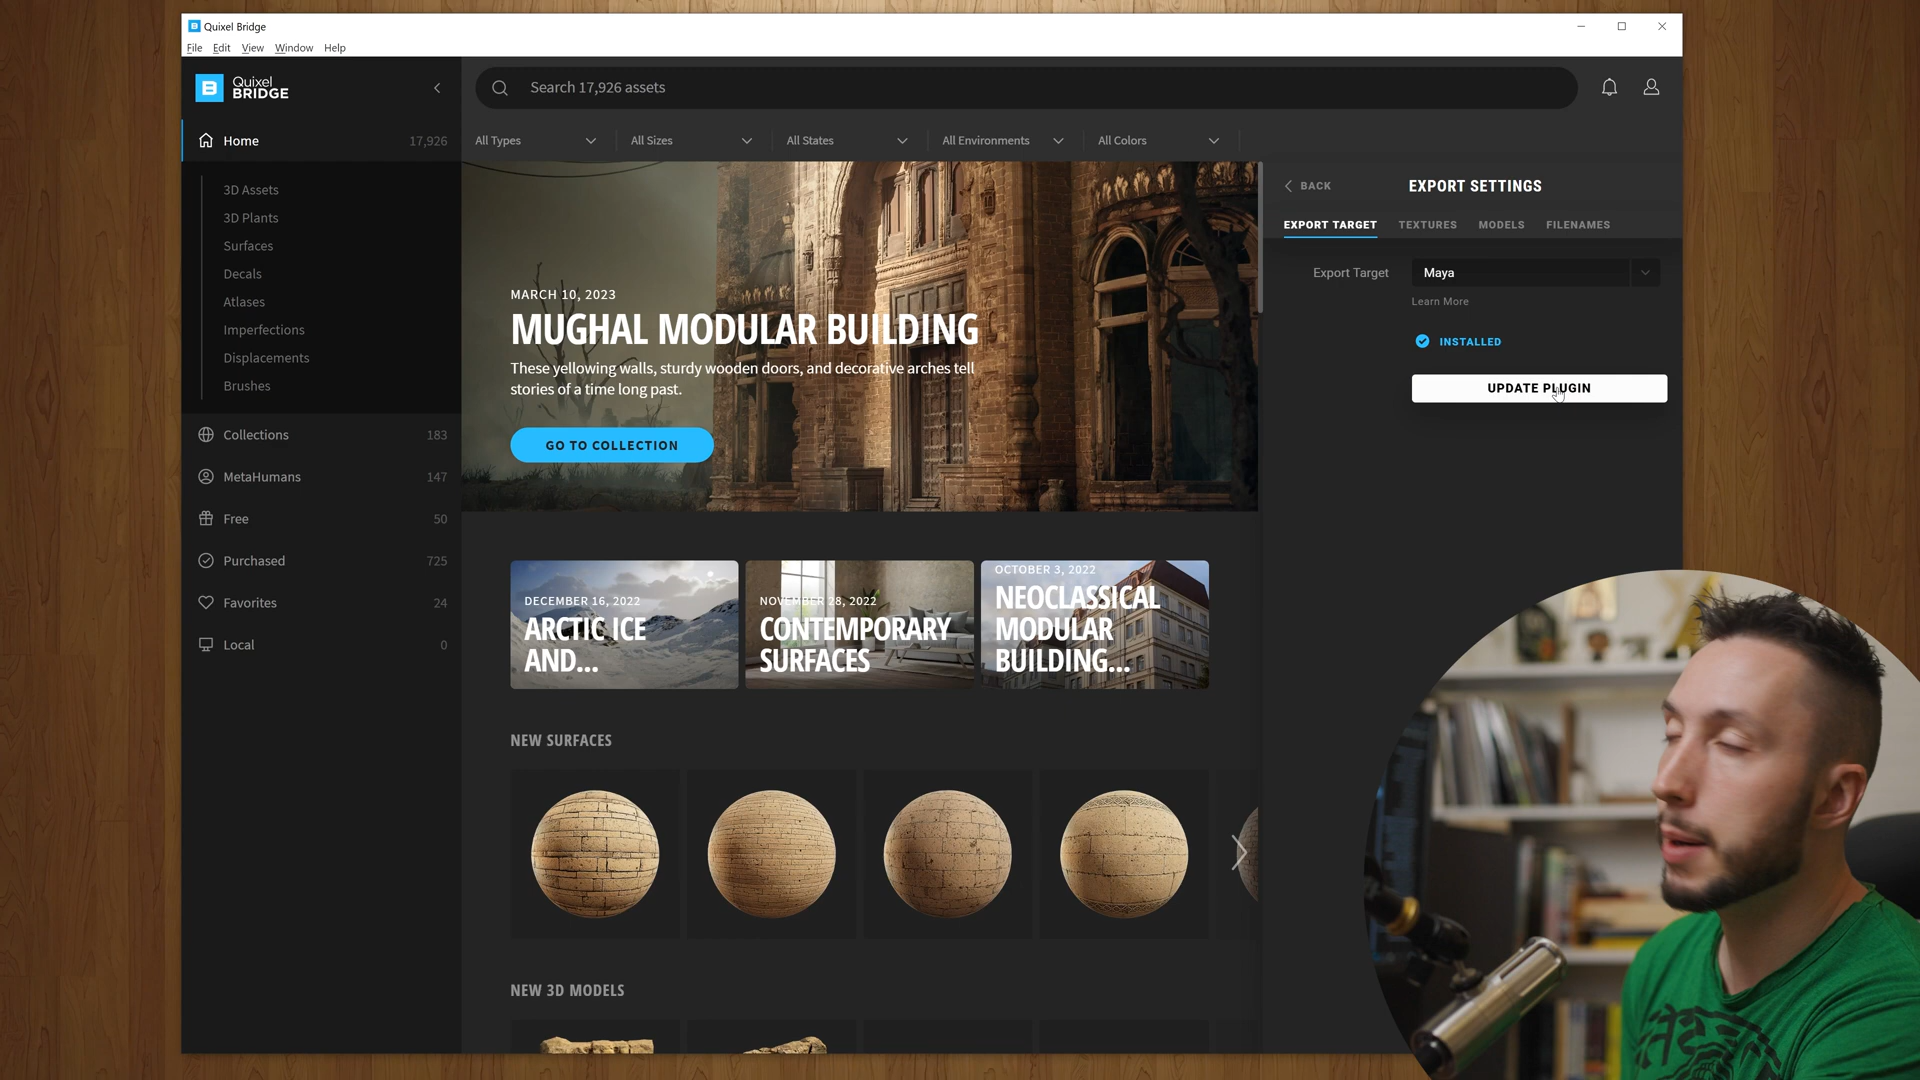 Quixel Bridge
File Edit View Window Help
Quixel
BRIDGE
Search 17,926 assets
Home 17,926
All Types All Sizes All States All Environments All Colors
3D Assets
3D Plants
Surfaces
Decals
Atlases
Imperfections
Displacements
Brushes
Collections 183
MetaHumans 147
Free 50
Purchased 725
Favorites 24
Local 0
MARCH 10, 2023
MUGHAL MODULAR BUILDING
These yellowing walls, sturdy wooden doors, and decorative arches tell
stories of a time long past.
GO TO COLLECTION
DECEMBER 16, 2022
ARCTIC ICE
AND...
NOVEMBER 28, 2022
CONTEMPORARY
SURFACES
OCTOBER 3, 2022
NEOCLASSICAL
MODULAR
BUILDING...
NEW SURFACES
NEW 3D MODELS
BACK
EXPORT SETTINGS
EXPORT TARGET TEXTURES MODELS FILENAMES
Export Target Maya
Learn More
INSTALLED
UPDATE PLUGIN